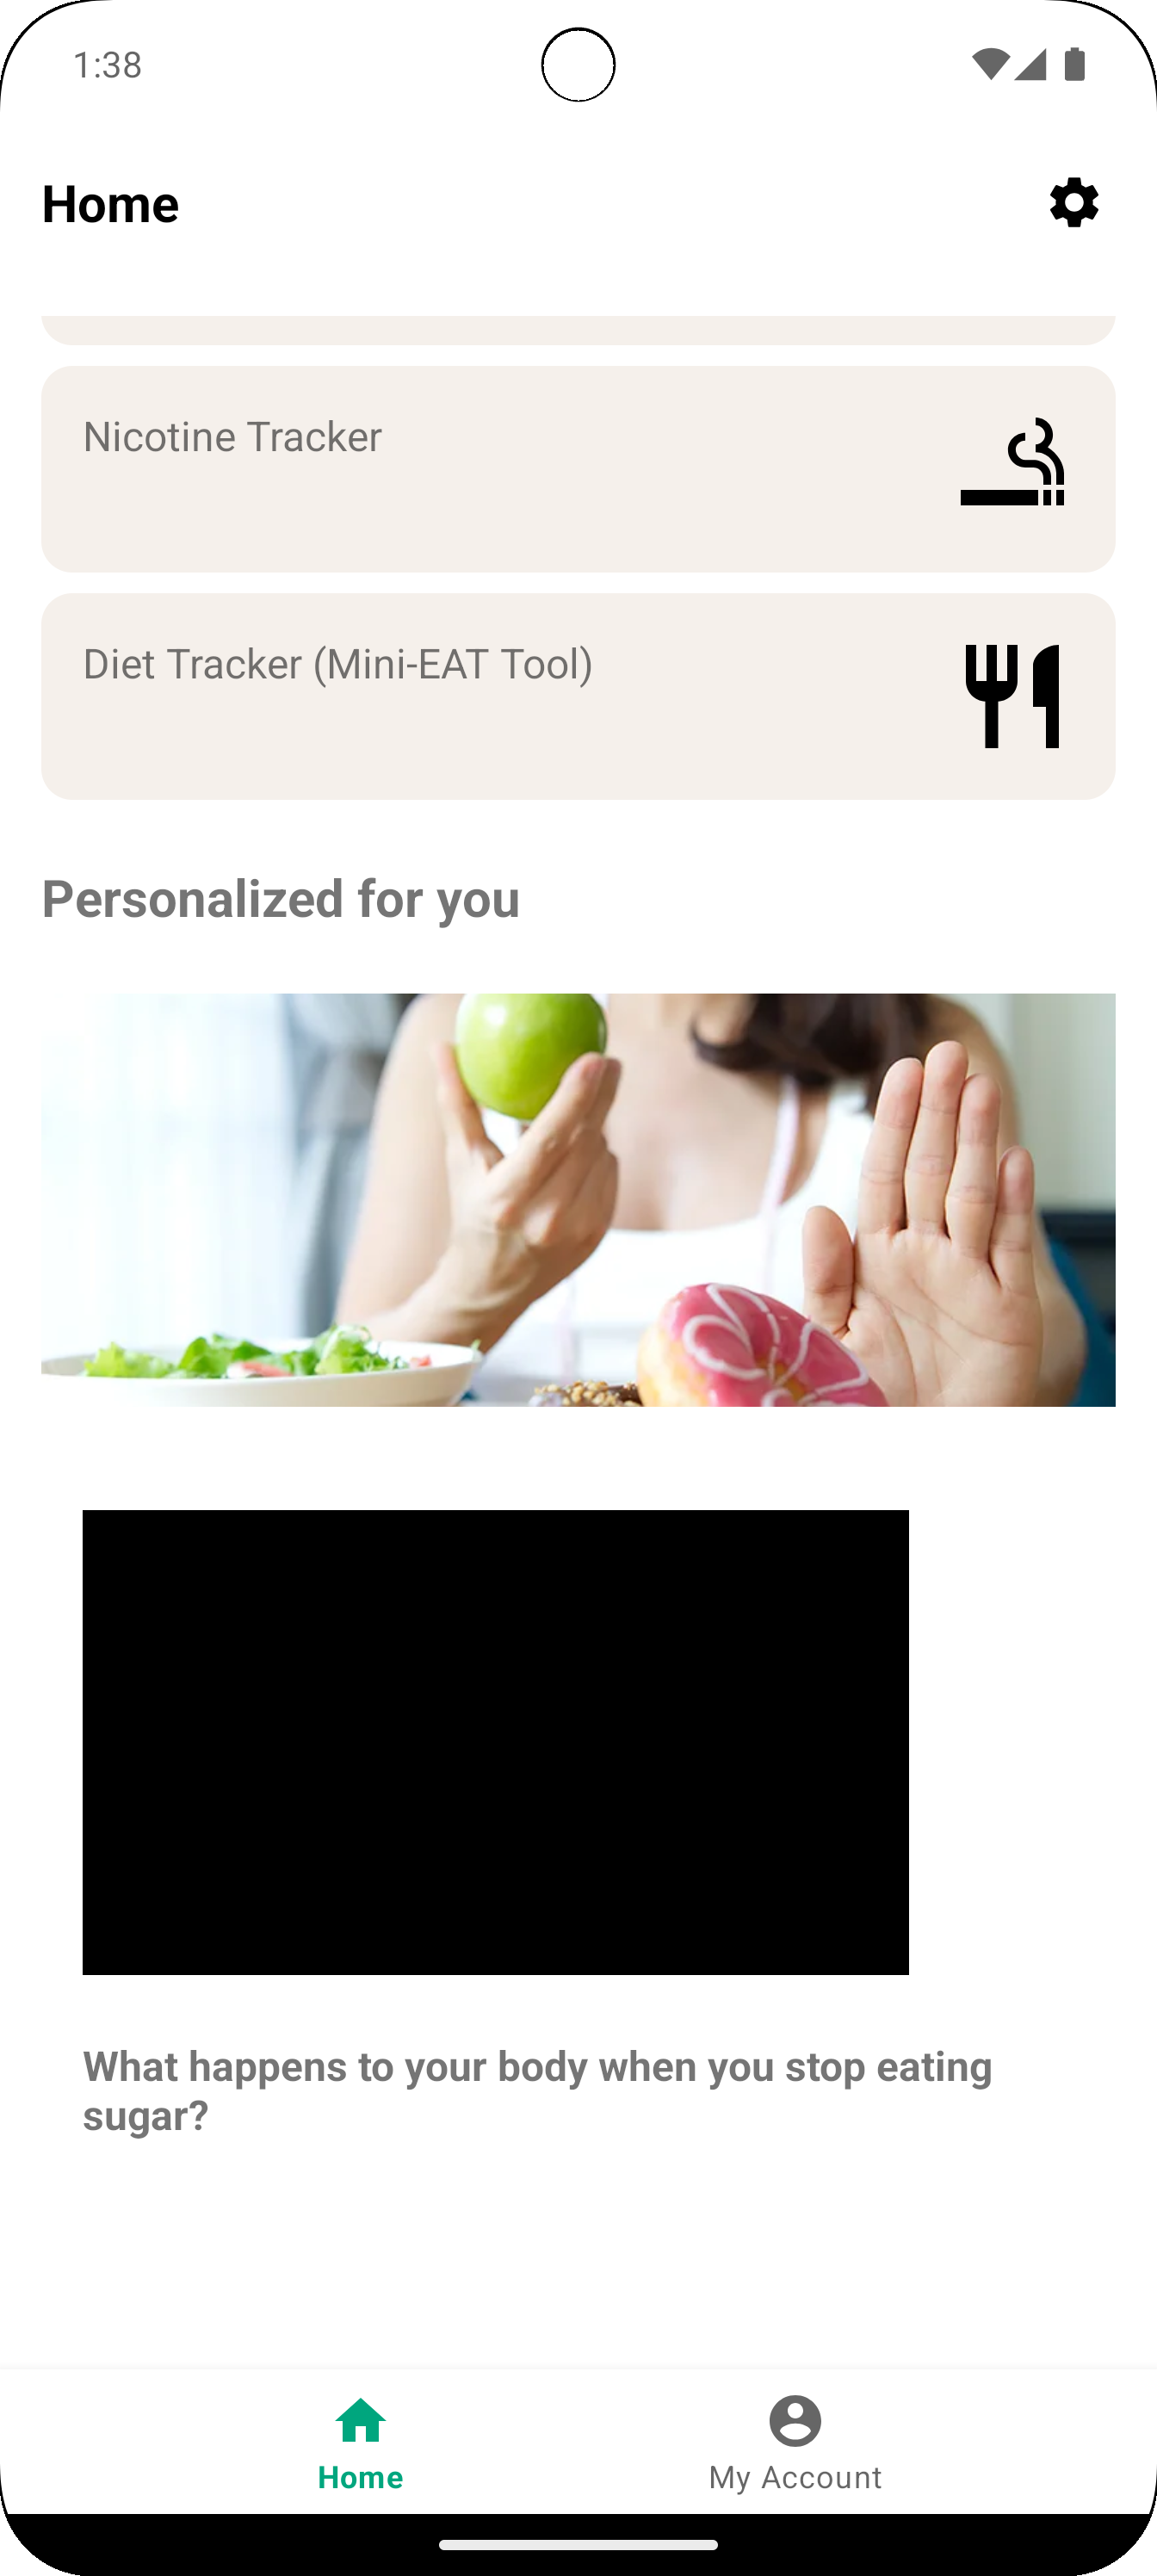 1:38
Home
Nicotine Tracker
Diet Tracker (Mini-EAT Tool)
Personalized for you
What happens to your body when you stop eating
sugar?
Home
My Account